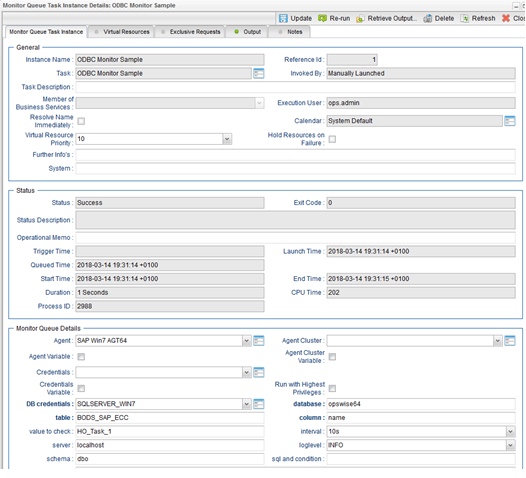 Monitor Queue Task Instance Details: ODBC Monitor Sample
Update Re-run Retrieve Output... Delete Refresh Clos
Monitor Queue Task Instance Virtual Resources Exclusive Requests Output Notes
General
Instance Name : ODBC Monitor Sample Reference Id : 1
Task : ODBC Monitor Sample Invoked By : Manually Launched
Task Description :
Member of Business Services : Execution User : ops.admin
Resolve Name Immediately : Calendar : System Default
Virtual Resource Priority : 10 Hold Resources on Failure :
Further Info's :
System :
Status
Status : Success Exit Code : 0
Status Description :
Operational Memo :
Trigger Time : Launch Time : 2018-03-14 19:31:14 +0100
Queued Time : 2018-03-14 19:31:14 +0100
Start Time : 2018-03-14 19:31:14 +0100 End Time : 2018-03-14 19:31:15 +0100
Duration : 1 Seconds CPU Time : 202
Process ID : 2988
Monitor Queue Details
Agent : SAP Win7 AGT64 Agent Cluster :
Agent Variable : Agent Cluster Variable :
Credentials :
Credentials Variable : Run with Highest Privileges :
DB credentials : SQLSERVER_WIN7 database : opswise64
table : BODS_SAP_ECC column : name
value to check : HO_Task_1 interval : 10s
server : localhost loglevel : INFO
schema : dbo sql and condition :